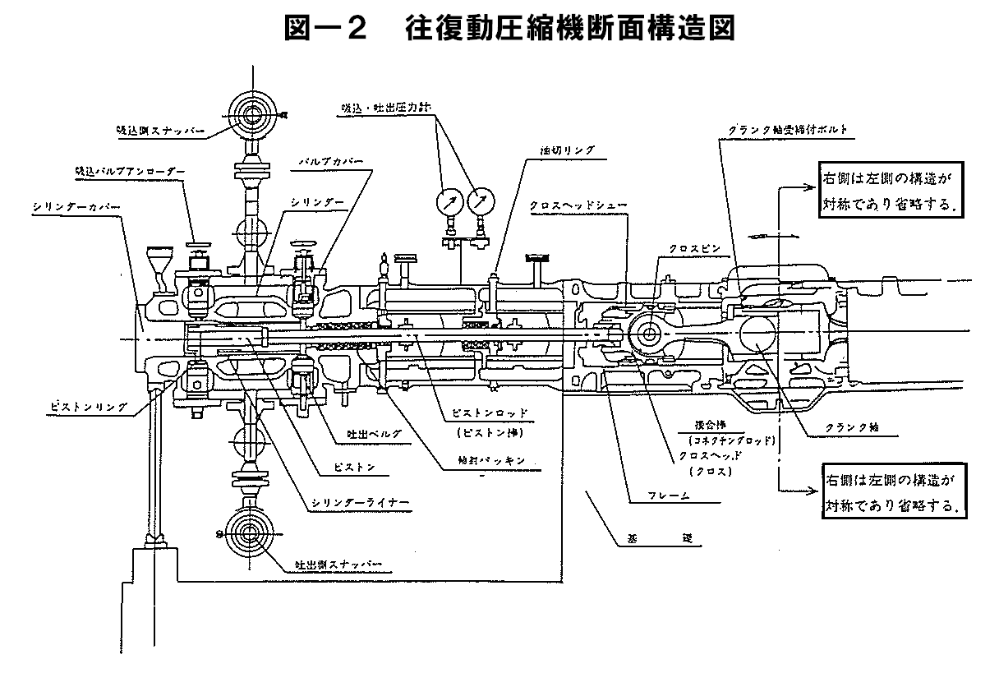 図－2　往復動圧縮機断面構造図
吸込・吐出圧力計
吸込側スナッバー
クランク軸受締付ボルト
油切リング
バルブカバー
吸込バルブアンローダー
右側は左側の構造が
対称であり省略する．
シリンダーカバー
シリンダー
クロスヘッドシュー
クロスピン
ピストンリング
ピストンロッド
(ピストン棒)
吐出ベルグ
接合棒
(コネクテングロッド)
クランク軸
クロスヘッド
(クロス)
軸封パッキン
ピストン
右側は左側の構造が
対称であり省略する．
シリンダーライナー
フレーム
基　礎
吐出側スナッバー